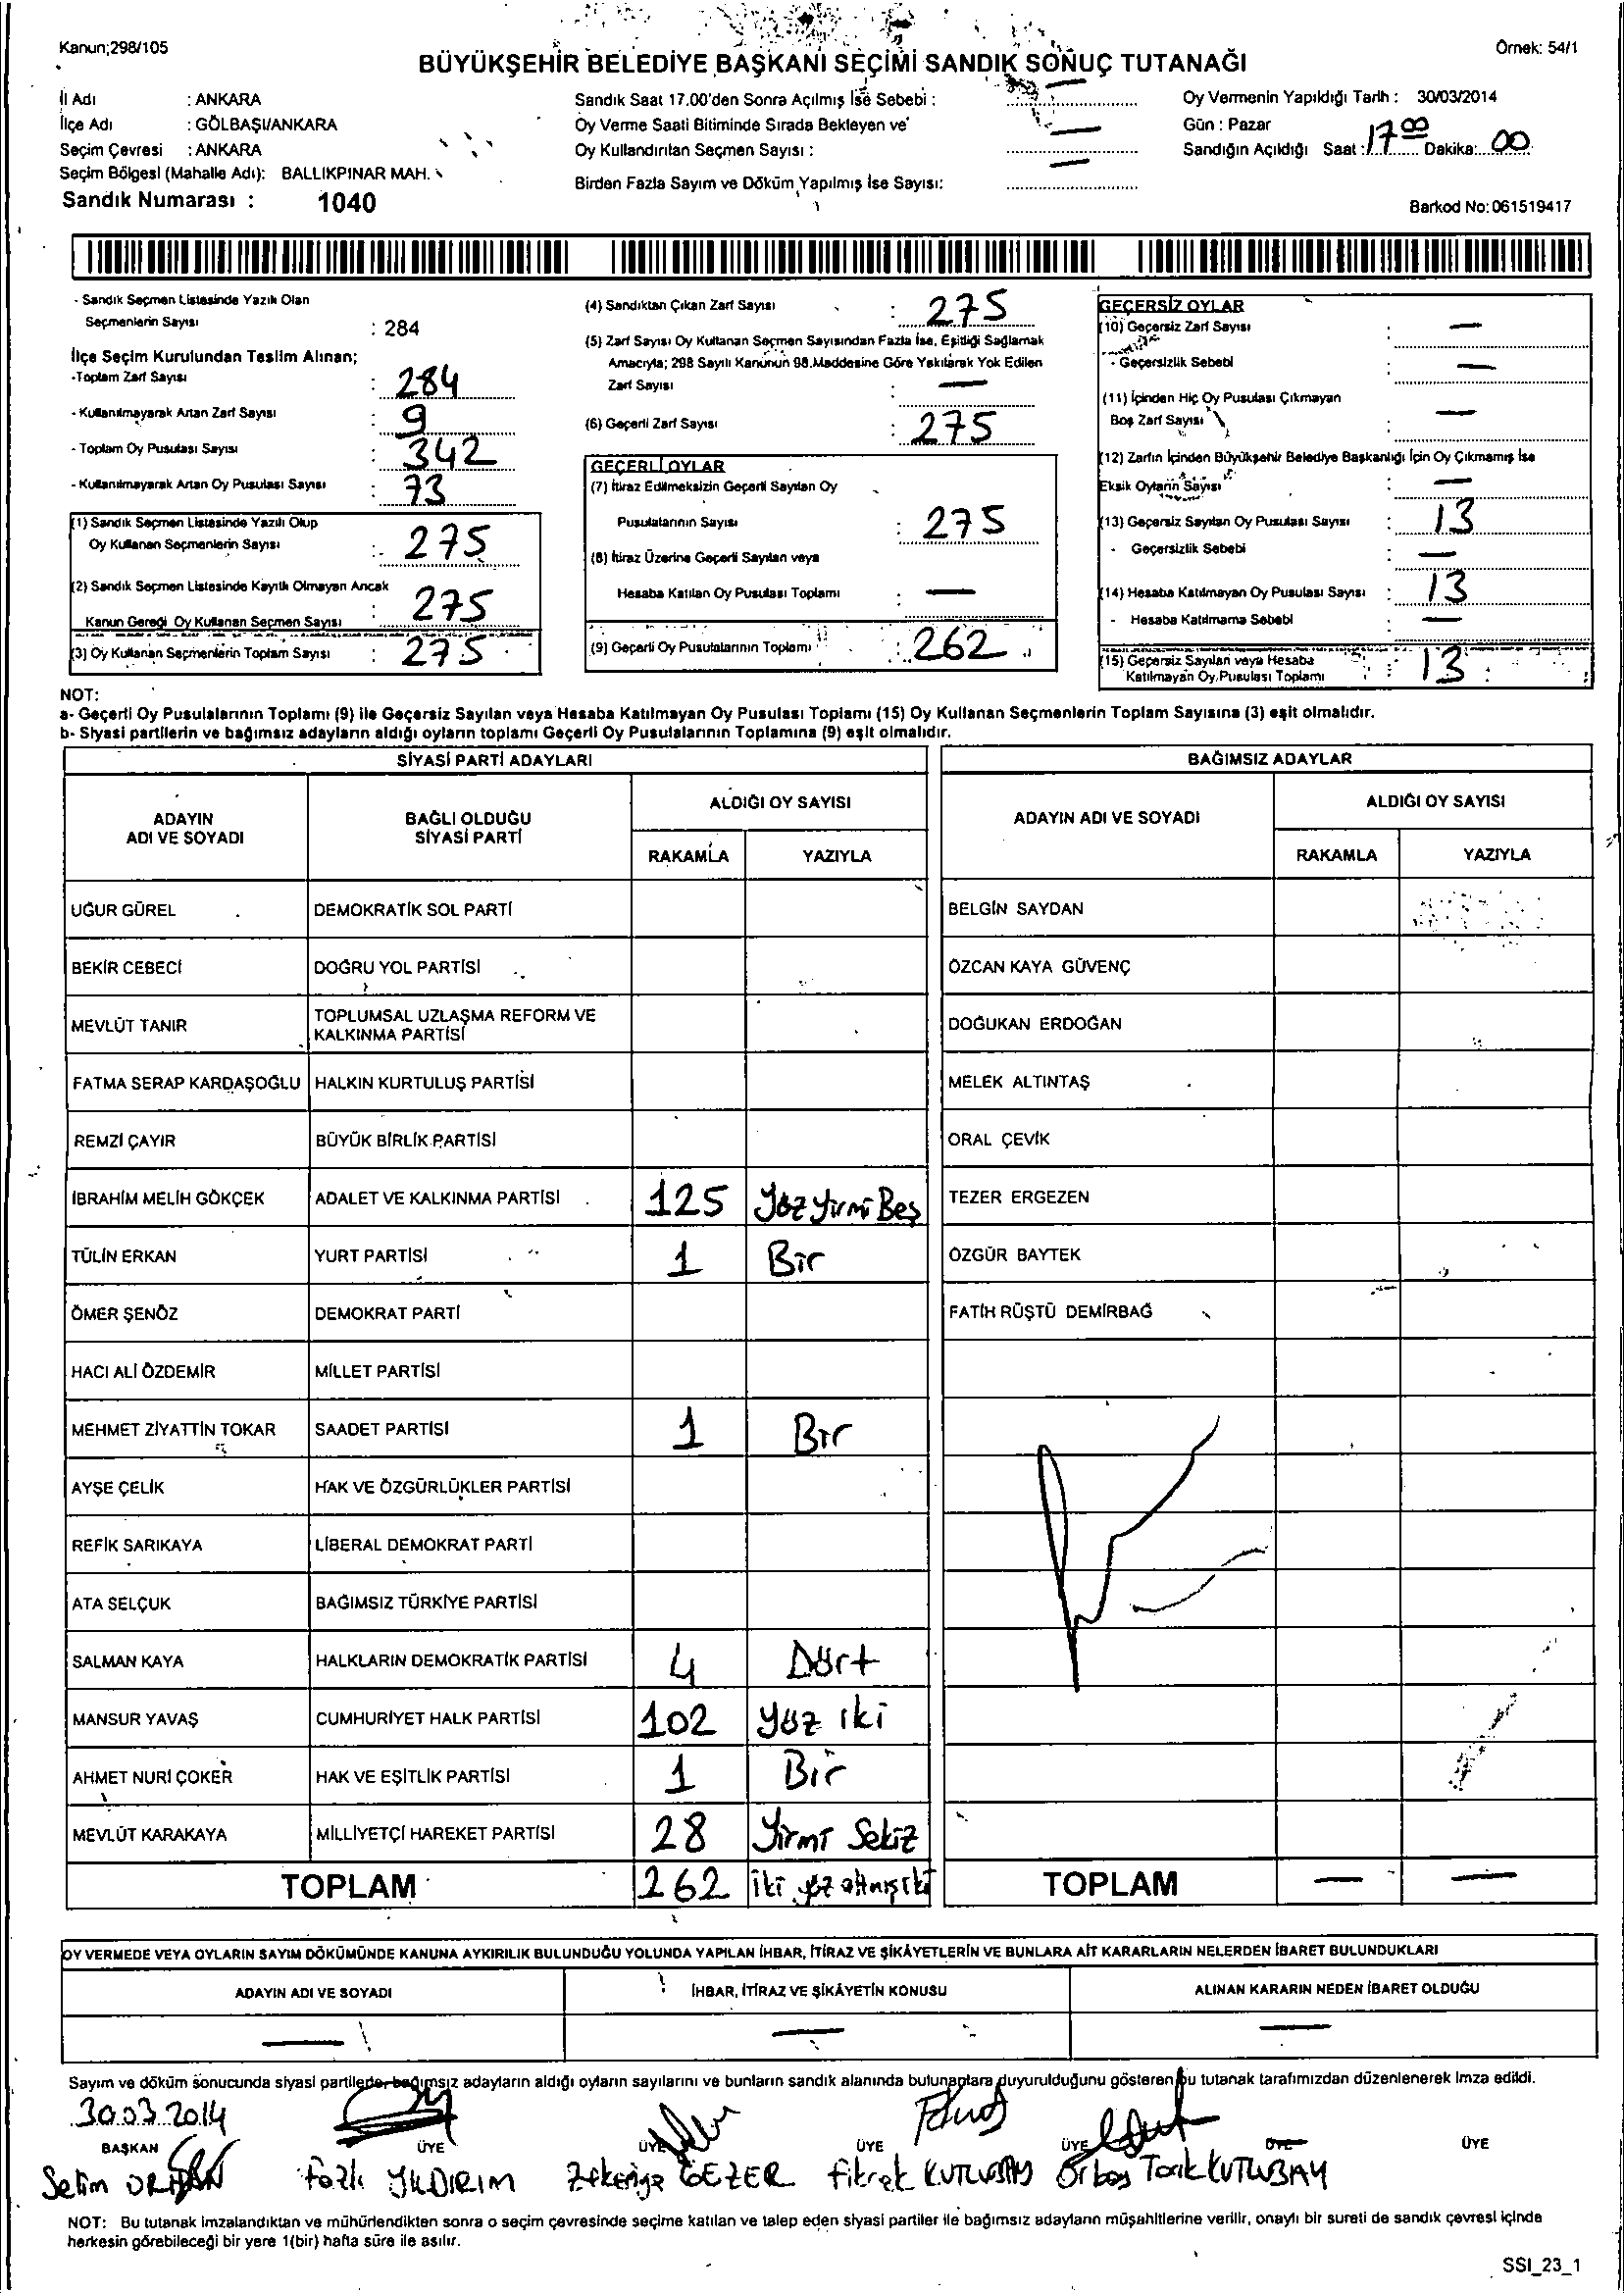 Kanun;298/105
Örnek: 54/1
BÜYÜKŞEHİR BELEDİYE BAŞKANI SEÇİMİ SANDIK SONUÇ TUTANAĞI
İl Adı : ANKARA
İlçe Adı : GÖLBAŞI/ANKARA
Seçim Çevresi : ANKARA
Seçim Bölgesi (Mahalle Adı): BALLIKPINAR MAH.
Sandık Numarası : 1040
Sandık Saat 17.00'den Sonra Açılmış İse Sebebi : —
Oy Verme Saati Bitiminde Sırada Bekleyen ve
Oy Kullandırılan Seçmen Sayısı : —
Birden Fazla Sayım ve Döküm Yapılmış İse Sayısı: —
Oy Vermenin Yapıldığı Tarih : 30/03/2014
Gün : Pazar
Sandığın Açıldığı Saat : 17 00 Dakika: 00
Barkod No: 061519417
- Sandık Seçmen Listesinde Yazılı Olan
Seçmenlerin Sayısı : 284
İlçe Seçim Kurulundan Teslim Alınan;
-Toplam Zarf Sayısı : 284
- Kullanılmayarak Artan Zarf Sayısı : 9
- Toplam Oy Pusulası Sayısı : 342
- Kullanılmayarak Artan Oy Pusulası Sayısı : 73
(1) Sandık Seçmen Listesinde Yazılı Olup
Oy Kullanan Seçmenlerin Sayısı : 275
(2) Sandık Seçmen Listesinde Kayıtlı Olmayan Ancak
Kanun Gereği Oy Kullanan Seçmen Sayısı : 275
(3) Oy Kullanan Seçmenlerin Toplam Sayısı : 275
(4) Sandıktan Çıkan Zarf Sayısı : 275
(5) Zarf Sayısı Oy Kullanan Seçmen Sayısından Fazla İse, Eşitliği Sağlamak
Amacıyla; 298 Sayılı Kanunun 98.Maddesine Göre Yakılarak Yok Edilen
Zarf Sayısı : —
(6) Geçerli Zarf Sayısı : 275
GEÇERLİ OYLAR
(7) İtiraz Edilmeksizin Geçerli Sayılan Oy
Pusulalarının Sayısı : 275
(8) İtiraz Üzerine Geçerli Sayılan veya
Hesaba Katılan Oy Pusulası Toplamı : —
(9) Geçerli Oy Pusulalarının Toplamı : 262
GEÇERSİZ OYLAR
(10) Geçersiz Zarf Sayısı : —
- Geçersizlik Sebebi : —
(11) İçinden Hiç Oy Pusulası Çıkmayan
Boş Zarf Sayısı : —
(12) Zarfın İçinden Büyükşehir Belediye Başkanlığı İçin Oy Çıkmamış İse
Eksik Oyların Sayısı : —
(13) Geçersiz Sayılan Oy Pusulası Sayısı : 13
- Geçersizlik Sebebi : —
(14) Hesaba Katılmayan Oy Pusulası Sayısı : 13
- Hesaba Katılmama Sebebi : —
(15) Geçersiz Sayılan veya Hesaba
Katılmayan Oy Pusulası Toplamı : 13
NOT:
a- Geçerli Oy Pusulalarının Toplamı (9) ile Geçersiz Sayılan veya Hesaba Katılmayan Oy Pusulası Toplamı (15) Oy Kullanan Seçmenlerin Toplam Sayısına (3) eşit olmalıdır.
b- Siyasi partilerin ve bağımsız adayların aldığı oyların toplamı Geçerli Oy Pusulalarının Toplamına (9) eşit olmalıdır.
SİYASİ PARTİ ADAYLARI
ADAYIN ADI VE SOYADI
BAĞLI OLDUĞU SİYASİ PARTİ
ALDIĞI OY SAYISI
RAKAMLA YAZIYLA
UĞUR GÜREL DEMOKRATİK SOL PARTİ
BEKİR CEBECİ DOĞRU YOL PARTİSİ
MEVLÜT TANIR TOPLUMSAL UZLAŞMA REFORM VE KALKINMA PARTİSİ
FATMA SERAP KARDAŞOĞLU HALKIN KURTULUŞ PARTİSİ
REMZİ ÇAYIR BÜYÜK BİRLİK PARTİSİ
İBRAHİM MELİH GÖKÇEK ADALET VE KALKINMA PARTİSİ 125 Yüz Yirmi Beş
TÜLİN ERKAN YURT PARTİSİ 1 Bir
ÖMER ŞENÖZ DEMOKRAT PARTİ
HACI ALİ ÖZDEMİR MİLLET PARTİSİ
MEHMET ZİYATTİN TOKAR SAADET PARTİSİ 1 Bir
AYŞE ÇELİK HAK VE ÖZGÜRLÜKLER PARTİSİ
REFİK SARIKAYA LİBERAL DEMOKRAT PARTİ
ATA SELÇUK BAĞIMSIZ TÜRKİYE PARTİSİ
SALMAN KAYA HALKLARIN DEMOKRATİK PARTİSİ 4 Dört
MANSUR YAVAŞ CUMHURİYET HALK PARTİSİ 102 Yüz iki
AHMET NURİ ÇOKER HAK VE EŞİTLİK PARTİSİ 1 Bir
MEVLÜT KARAKAYA MİLLİYETÇİ HAREKET PARTİSİ 28 Yirmi Sekiz
TOPLAM 262 iki yüz altmış iki
BAĞIMSIZ ADAYLAR
ADAYIN ADI VE SOYADI
ALDIĞI OY SAYISI
RAKAMLA YAZIYLA
BELGİN SAYDAN
ÖZCAN KAYA GÜVENÇ
DOĞUKAN ERDOĞAN
MELEK ALTINTAŞ
ORAL ÇEVİK
TEZER ERGEZEN
ÖZGÜR BAYTEK
FATİH RÜŞTÜ DEMİRBAĞ
TOPLAM — —
OY VERMEDE VEYA OYLARIN SAYIM DÖKÜMÜNDE KANUNA AYKIRILIK BULUNDUĞU YOLUNDA YAPILAN İHBAR, İTİRAZ VE ŞİKÂYETLERİN VE BUNLARA AİT KARARLARIN NELERDEN İBARET BULUNDUKLARI
ADAYIN ADI VE SOYADI İHBAR, İTİRAZ VE ŞİKÂYETİN KONUSU ALINAN KARARIN NEDEN İBARET OLDUĞU
— — —
Sayım ve döküm sonucunda siyasi partilerle, bağımsız adayların aldığı oyların sayılarını ve bunların sandık alanında bulunanlara duyurulduğunu gösteren bu tutanak tarafımızdan düzenlenerek imza edildi.
30.03.2014
BAŞKAN ÜYE ÜYE ÜYE ÜYE ÜYE ÜYE
Selim Fazlı YILDIRIM Zekeriya GEZER Fikret KUTLUBAY Tarık KUTLUBAY
NOT: Bu tutanak imzalandıktan ve mühürlendikten sonra o seçim çevresinde seçime katılan ve talep eden siyasi partiler ile bağımsız adayların müşahitlerine verilir, onaylı bir sureti de sandık çevresi içinde
herkesin görebileceği bir yere 1(bir) hafta süre ile asılır.
SSI_23_1